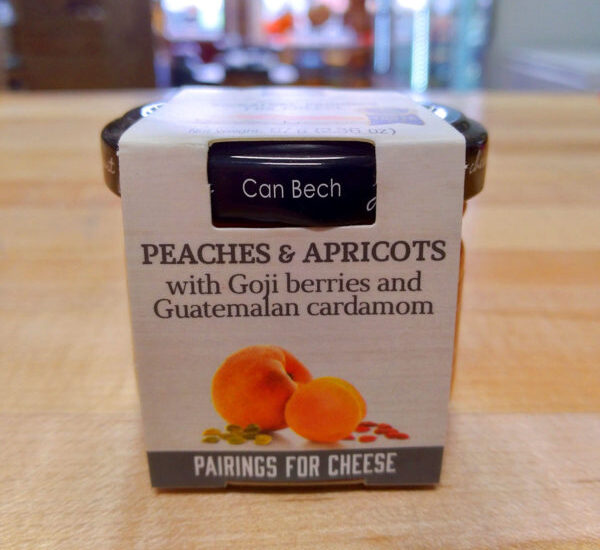 Can Bech
PEACHES & APRICOTS
with Goji berries and
Guatemalan cardamom
PAIRINGS FOR CHEESE